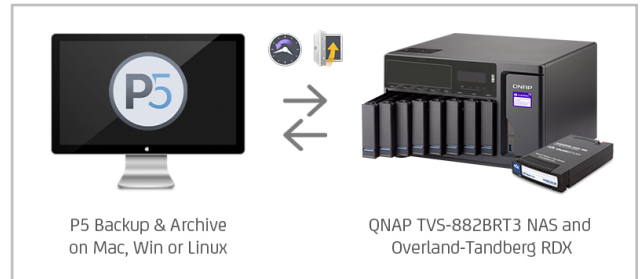 P5
QNAP
P5 Backup & Archive
on Mac, Win or Linux
QNAP TVS-882BRT3 NAS and
Overland-Tandberg RDX